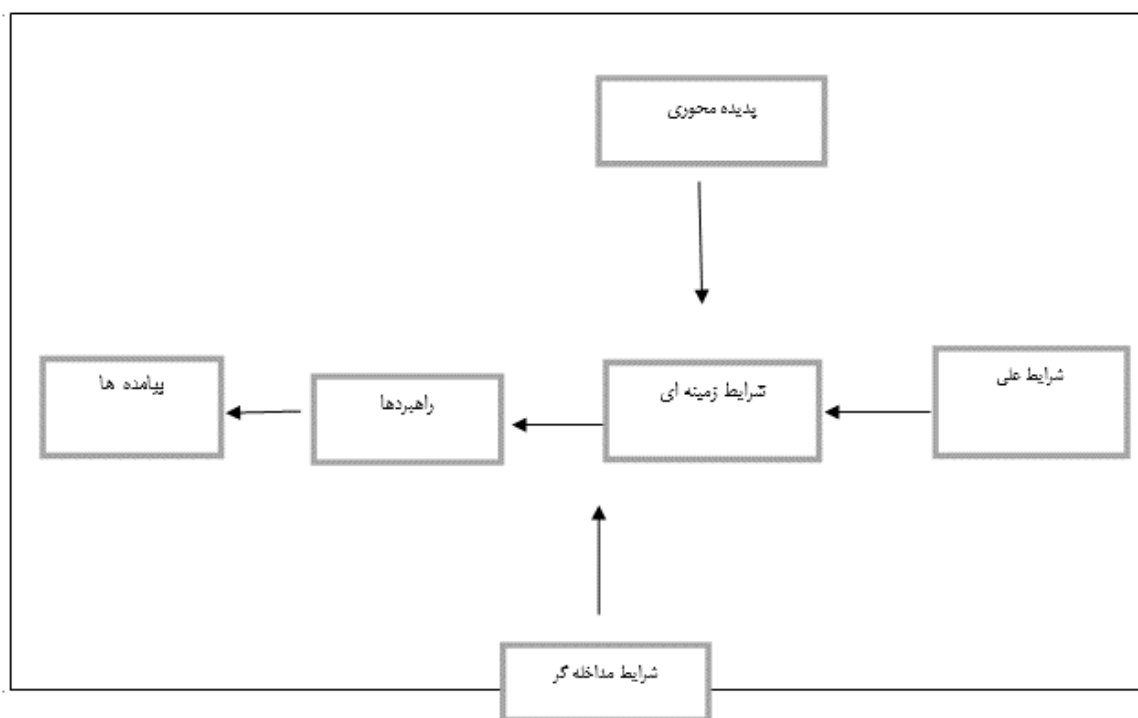 پدیده محوری
شرایط علی
شرایط زمینه ای
راهبردها
پیامده ها
شرایط مداخله گر